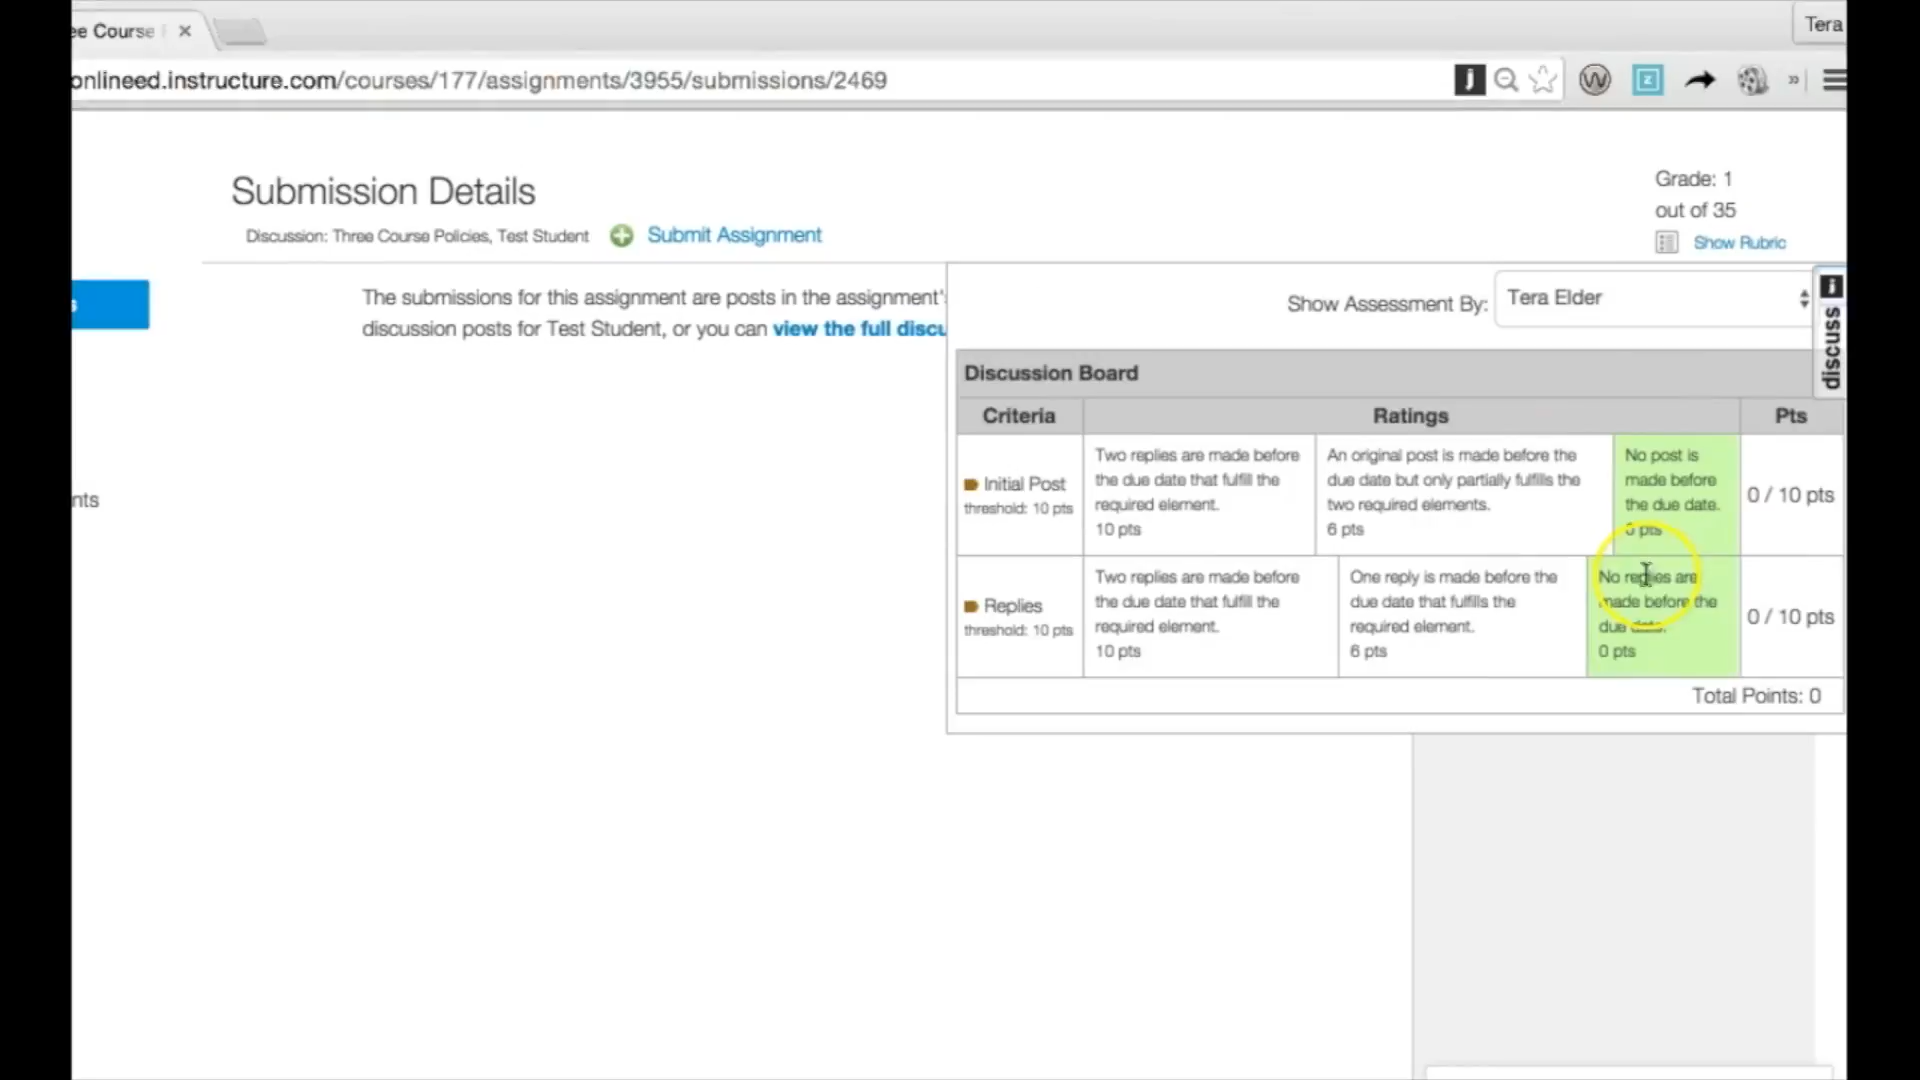 ee Course
Tera
onlineed.instructure.com/courses/177/assignments/3955/submissions/2469
Submission Details
Grade: 1
out of 35
Show Rubric
Discussion: Three Course Policies, Test Student
Submit Assignment
The submissions for this assignment are posts in the assignment's
discussion posts for Test Student, or you can view the full discu
s
nts
Show Assessment By: Tera Elder
discuss
Discussion Board
Criteria
Ratings
Pts
Initial Post
threshold: 10 pts
Two replies are made before
the due date that fulfill the
required element.
10 pts
An original post is made before the
due date but only partially fulfills the
two required elements.
6 pts
No post is
made before
the due date.
0 pts
0 / 10 pts
Replies
threshold: 10 pts
Two replies are made before
the due date that fulfill the
required element.
10 pts
One reply is made before the
due date that fulfills the
required element.
6 pts
No replies are
made before the
due date.
0 pts
0 / 10 pts
Total Points: 0